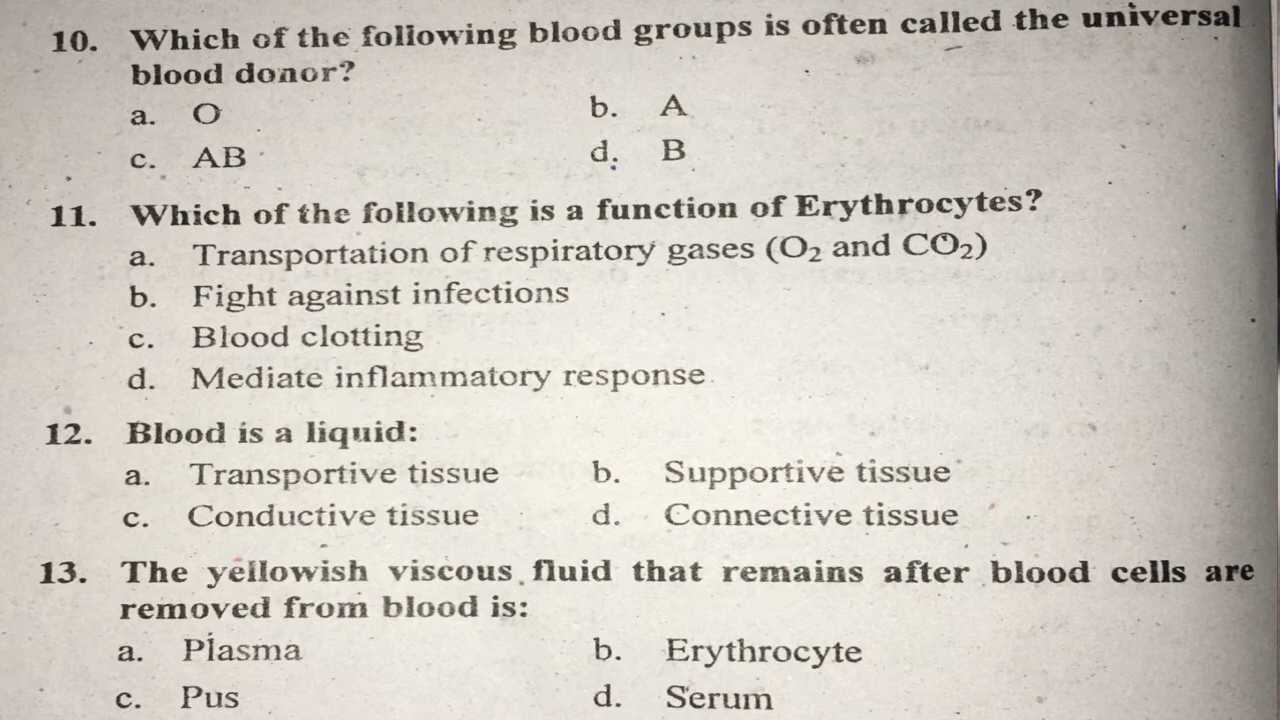 10. Which of the following blood groups is often called the universal
blood donor?
a. O b. A
c. AB d. B
11. Which of the following is a function of Erythrocytes?
a. Transportation of respiratory gases (O₂ and CO₂)
b. Fight against infections
c. Blood clotting
d. Mediate inflammatory response
12. Blood is a liquid:
a. Transportive tissue b. Supportive tissue
c. Conductive tissue d. Connective tissue
13. The yellowish viscous fluid that remains after blood cells are
removed from blood is:
a. Plasma b. Erythrocyte
c. Pus d. Serum